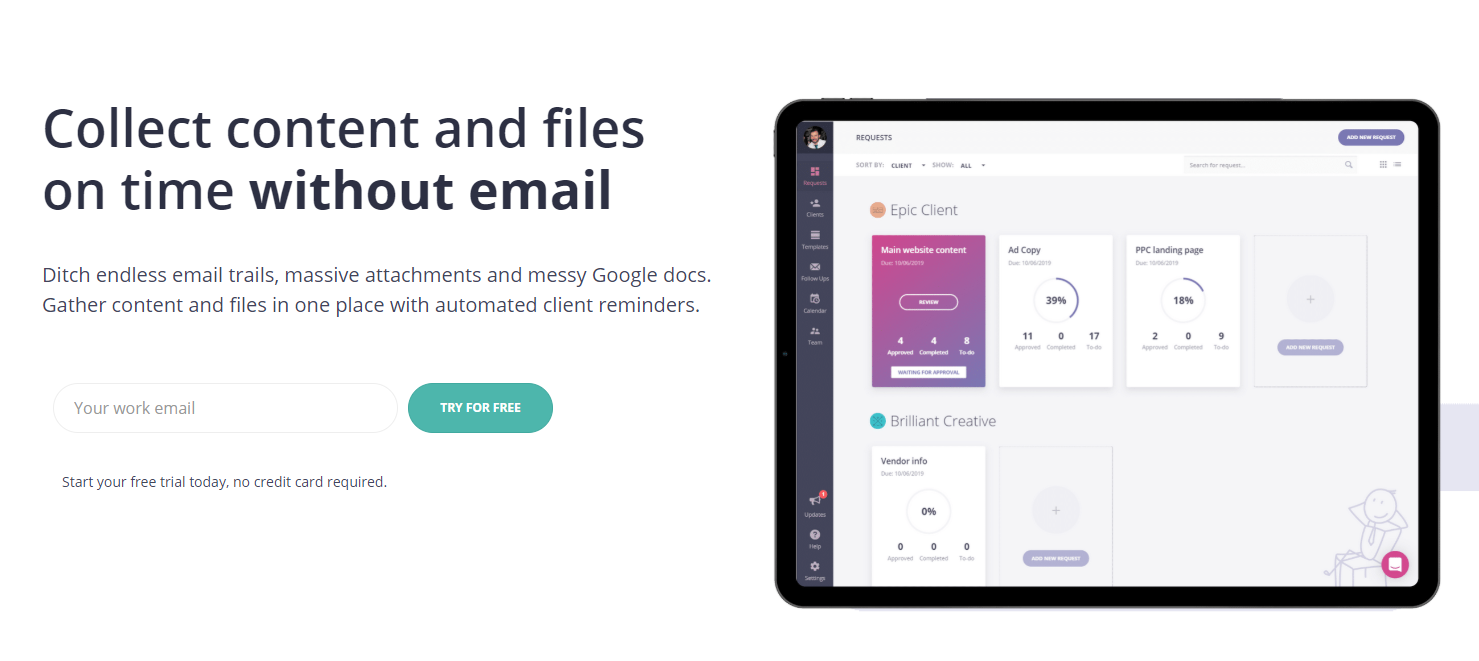 Collect content and files
on time without email
Ditch endless email trails, massive attachments and messy Google docs.
Gather content and files in one place with automated client reminders.
Your work email
TRY FOR FREE
Start your free trial today, no credit card required.
REQUESTS
ADD NEW REQUEST
SORT BY: CLIENT SHOW: ALL
Search for request...
Requests
Clients
Templates
Follow Ups
Calendar
Team
Updates
1
Help
Settings
Epic Client
Main website content
Due: 10/06/2019
REVIEW
4 4 8
Approved Completed To-do
WAITING FOR APPROVAL
Ad Copy
Due: 10/06/2019
39%
11 0 17
Approved Completed To-do
PPC landing page
Due: 10/06/2019
18%
2 0 9
Approved Completed To-do
ADD NEW REQUEST
Brilliant Creative
Vendor info
Due: 10/06/2019
0%
0 0 0
Approved Completed To-do
ADD NEW REQUEST